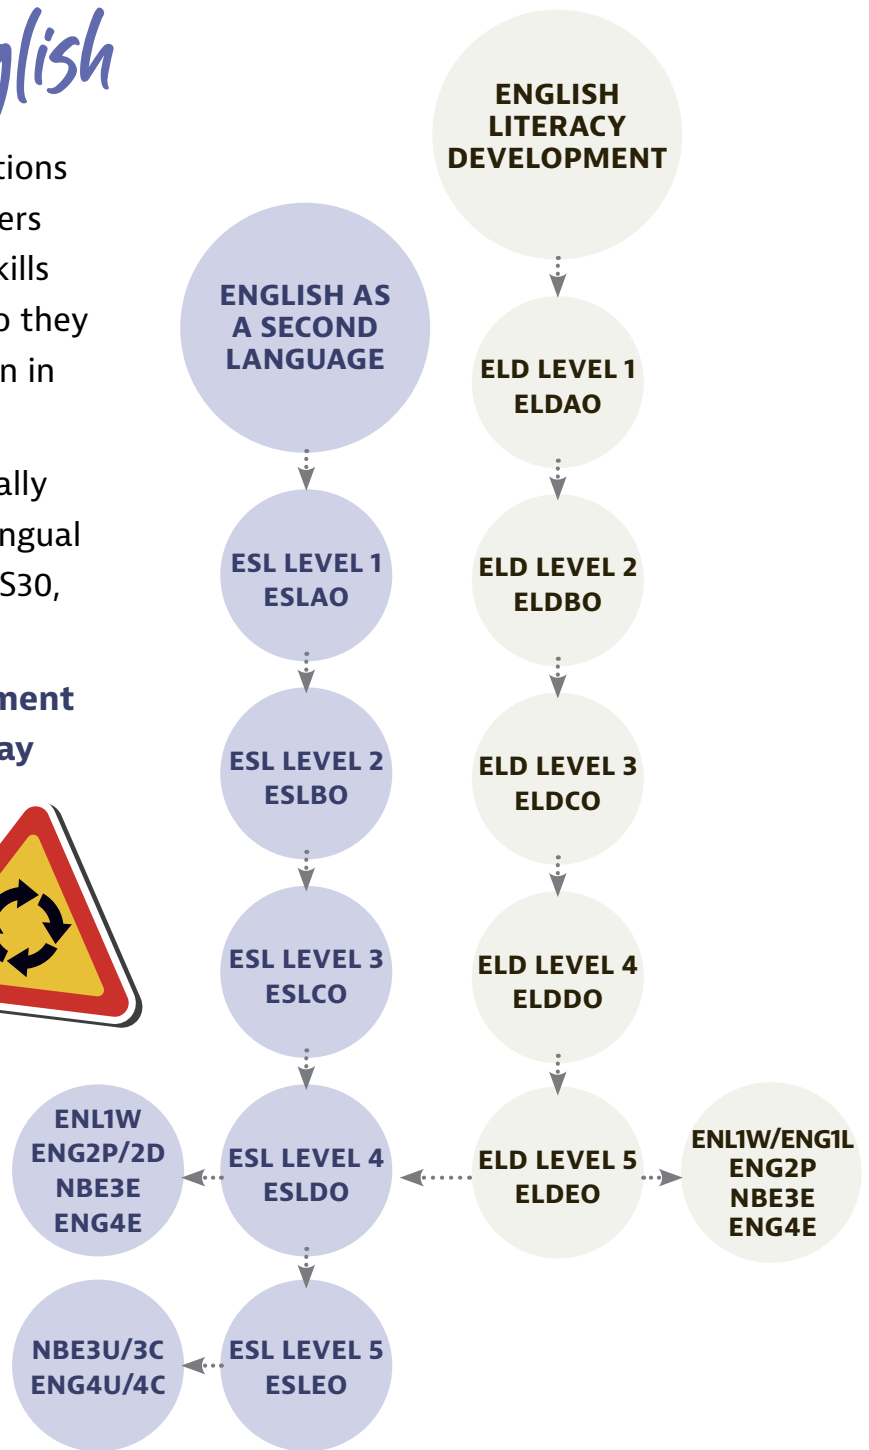 glish
tions
ers
kills
o they
n in
ally
ingual
S30,
ment
ay
ENGLISH AS
A SECOND
LANGUAGE
ESL LEVEL 1
ESLAO
ESL LEVEL 2
ESLBO
ESL LEVEL 3
ESLCO
ESL LEVEL 4
ESLDO
ENL1W
ENG2P/2D
NBE3E
ENG4E
ESL LEVEL 5
ESLEO
NBE3U/3C
ENG4U/4C
ENGLISH
LITERACY
DEVELOPMENT
ELD LEVEL 1
ELDAO
ELD LEVEL 2
ELDBO
ELD LEVEL 3
ELDCO
ELD LEVEL 4
ELDDO
ELD LEVEL 5
ELDEO
ENL1W/ENG1L
ENG2P
NBE3E
ENG4E